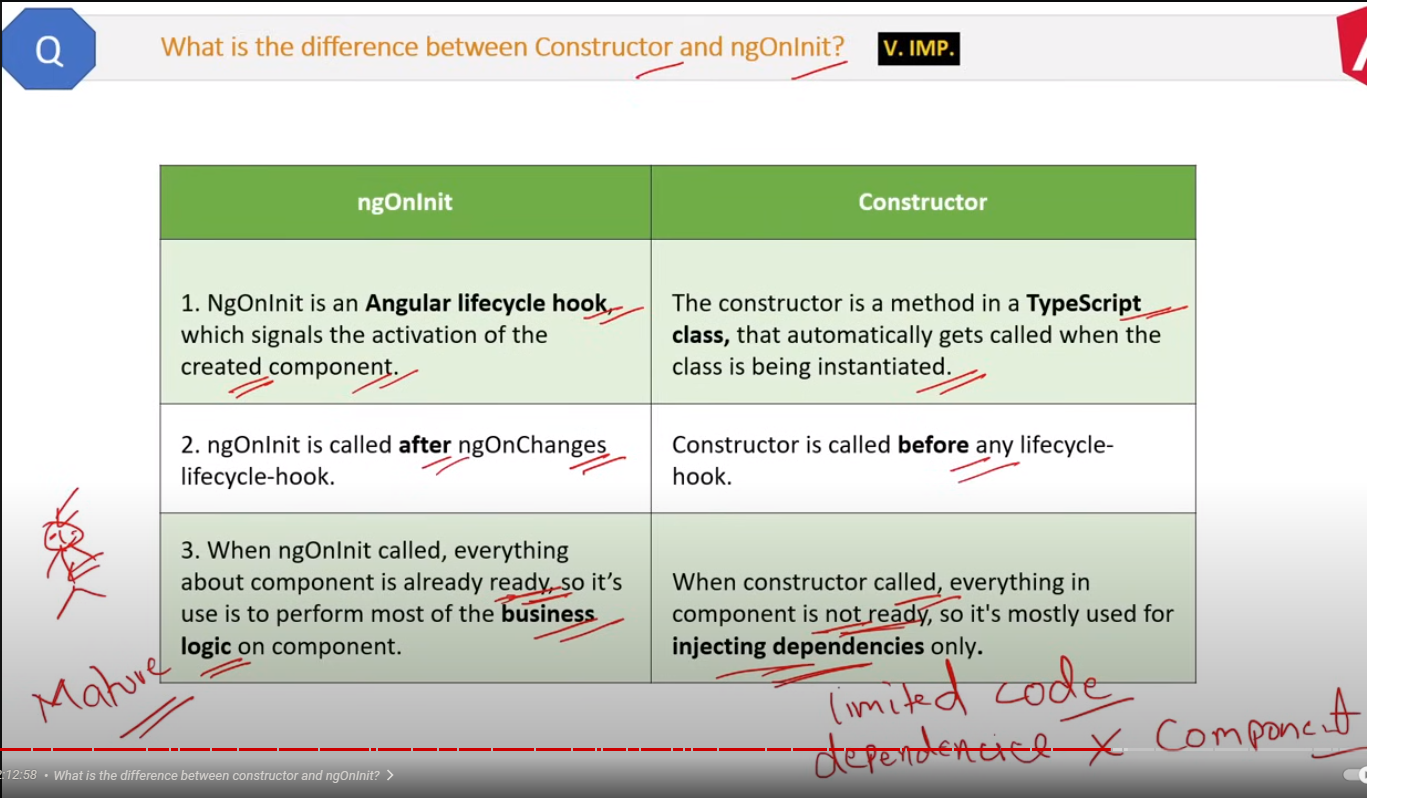 Q
What is the difference between Constructor and ngOnInit?
V. IMP.
ngOnInit
Constructor
1. NgOnInit is an Angular lifecycle hook,
which signals the activation of the
created component.
The constructor is a method in a TypeScript
class, that automatically gets called when the
class is being instantiated.
2. ngOnInit is called after ngOnChanges
lifecycle-hook.
Constructor is called before any lifecycle-
hook.
3. When ngOnInit called, everything
about component is already ready, so it's
use is to perform most of the business
logic on component.
When constructor called, everything in
component is not ready, so it's mostly used for
injecting dependencies only.
Mature
limited code
dependencies X Component
2:12:58 • What is the difference between constructor and ngOnInit?